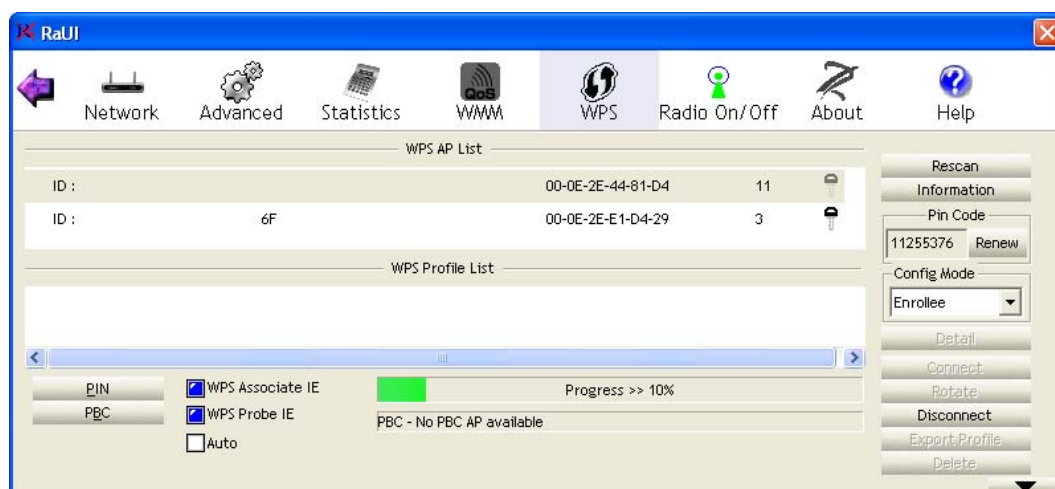 RaUI
Network Advanced Statistics QoS WMM WPS Radio On/Off About Help
WPS AP List
ID : 00-0E-2E-44-81-D4 11
ID : 6F 00-0E-2E-E1-D4-29 3
WPS Profile List
Rescan
Information
Pin Code
11255376 Renew
Config Mode
Enrollee
Detail
Connect
Rotate
Disconnect
Export Profile
Delete
PIN
PBC
WPS Associate IE
WPS Probe IE
Auto
Progress >> 10%
PBC - No PBC AP available